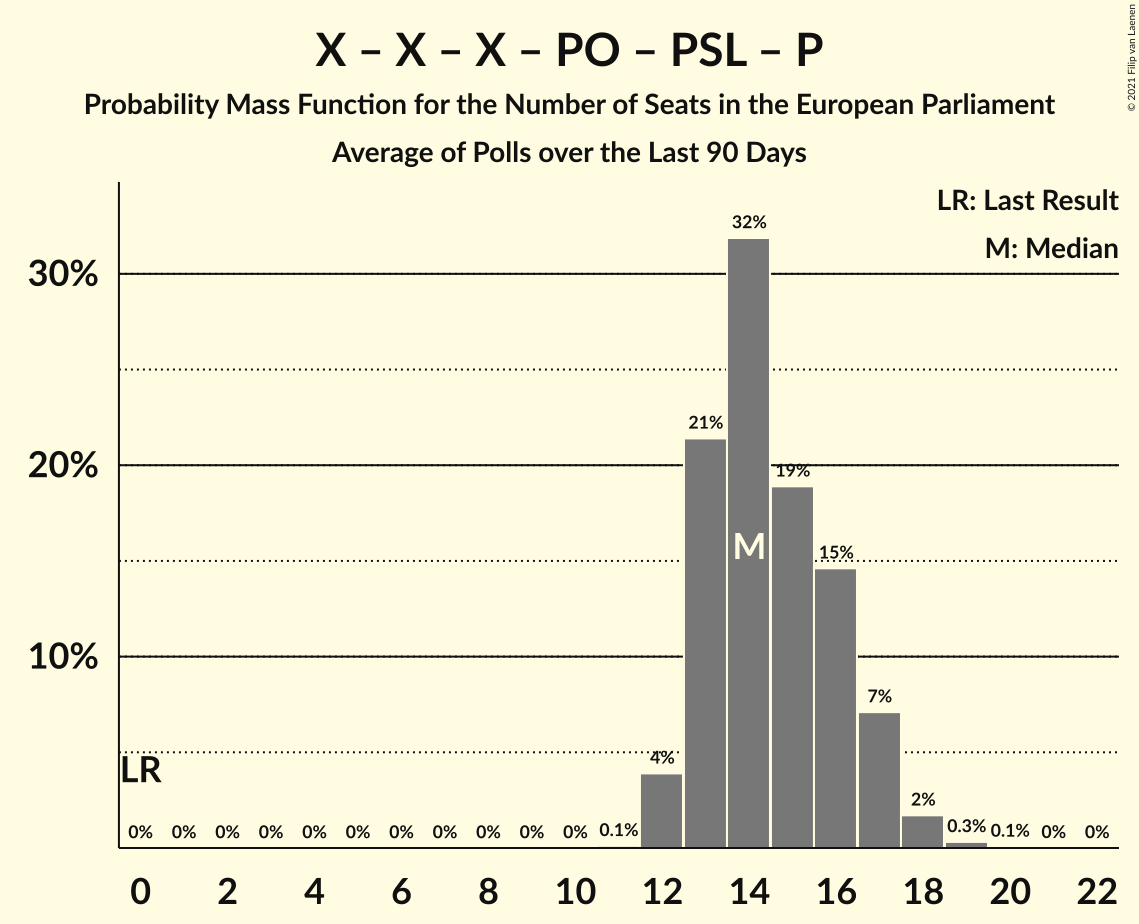 X – X – X – PO – PSL – P
Probability Mass Function for the Number of Seats in the European Parliament
Average of Polls over the Last 90 Days
© 2021 Filip van Laenen
LR: Last Result
M: Median
30%
20%
10%
32%
21%
19%
15%
7%
4%
2%
M
LR
0% 0% 0% 0% 0% 0% 0% 0% 0% 0% 0% 0.1% 0.3% 0.1% 0% 0%
0 2 4 6 8 10 12 14 16 18 20 22